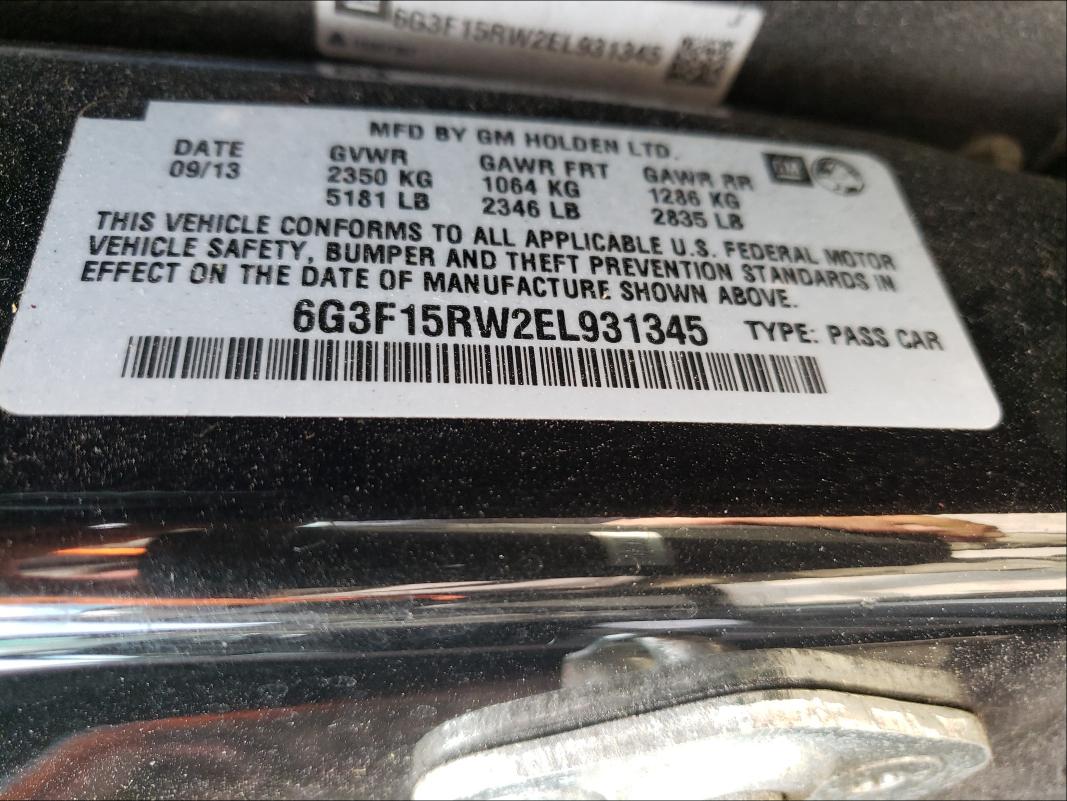 6G3F15RW2EL931345
MFD BY GM HOLDEN LTD.
DATE
09/13
GVWR
2350 KG
5181 LB
GAWR FRT
1064 KG
2346 LB
GAWR RR
1286 KG
2835 LB
GM
THIS VEHICLE CONFORMS TO ALL APPLICABLE U.S. FEDERAL MOTOR
VEHICLE SAFETY, BUMPER AND THEFT PREVENTION STANDARDS IN
EFFECT ON THE DATE OF MANUFACTURE SHOWN ABOVE.
6G3F15RW2EL931345 TYPE: PASS CAR